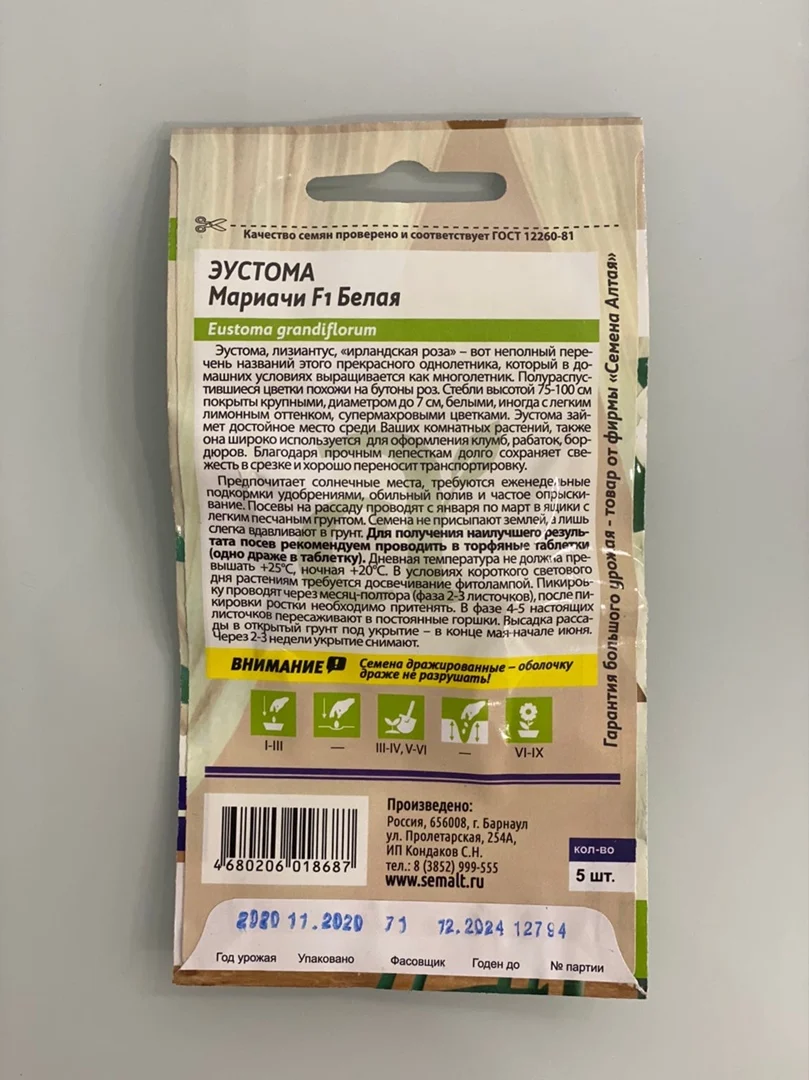 Качество семян проверено и соответствует ГОСТ 12260-81
ЭУСТОМА
Мариачи F1 Белая
Eustoma grandiflorum
Эустома, лизиантус, «ирландская роза» – вот неполный пере-
чень названий этого прекрасного однолетника, который в до-
машних условиях выращивается как многолетник. Полураспус-
тившиеся цветки похожи на бутоны роз. Стебли высотой 75-100 см
покрыты крупными, диаметром до 7 см, белыми, иногда с легким
лимонным оттенком, супермахровыми цветками. Эустома зай-
мет достойное место среди Ваших комнатных растений, также
она широко используется для оформления клумб, рабаток, бор-
дюров. Благодаря прочным лепесткам долго сохраняет све-
жесть в срезке и хорошо переносит транспортировку.
Предпочитает солнечные места, требуются еженедельные
подкормки удобрениями, обильный полив и частое опрыски-
вание. Посевы на рассаду проводят с января по март в ящики с
легким песчаным грунтом. Семена не присыпают землей, а лишь
слегка вдавливают в грунт. Для получения наилучшего резуль-
тата посев рекомендуем проводить в торфяные таблетки
(одно драже в таблетку). Дневная температура не должна пре-
вышать +25°С, ночная +20°С. В условиях короткого светового
дня растениям требуется досвечивание фитолампой. Пикиров-
ку проводят через месяц-полтора (фаза 2-3 листочков), после пи-
кировки ростки необходимо притенять. В фазе 4-5 настоящих
листочков пересаживают в постоянные горшки. Высадка расса-
ды в открытый грунт под укрытие – в конце мая-начале июня.
Через 2-3 недели укрытие снимают.
ВНИМАНИЕ! Семена дражированные – оболочку
драже не разрушать!
I-III — III-IV, V-VI — VI-IX
Гарантия большого урожая - товар от фирмы «Семена Алтая»
4 680206 018687
Произведено:
Россия, 656008, г. Барнаул
ул. Пролетарская, 254А,
ИП Кондаков С.Н.
тел.: 8 (3852) 999-555
www.semalt.ru
КОЛ-ВО
5 шт.
2020 11.2020 71 12.2024 12794
Год урожая Упаковано Фасовщик Годен до № партии